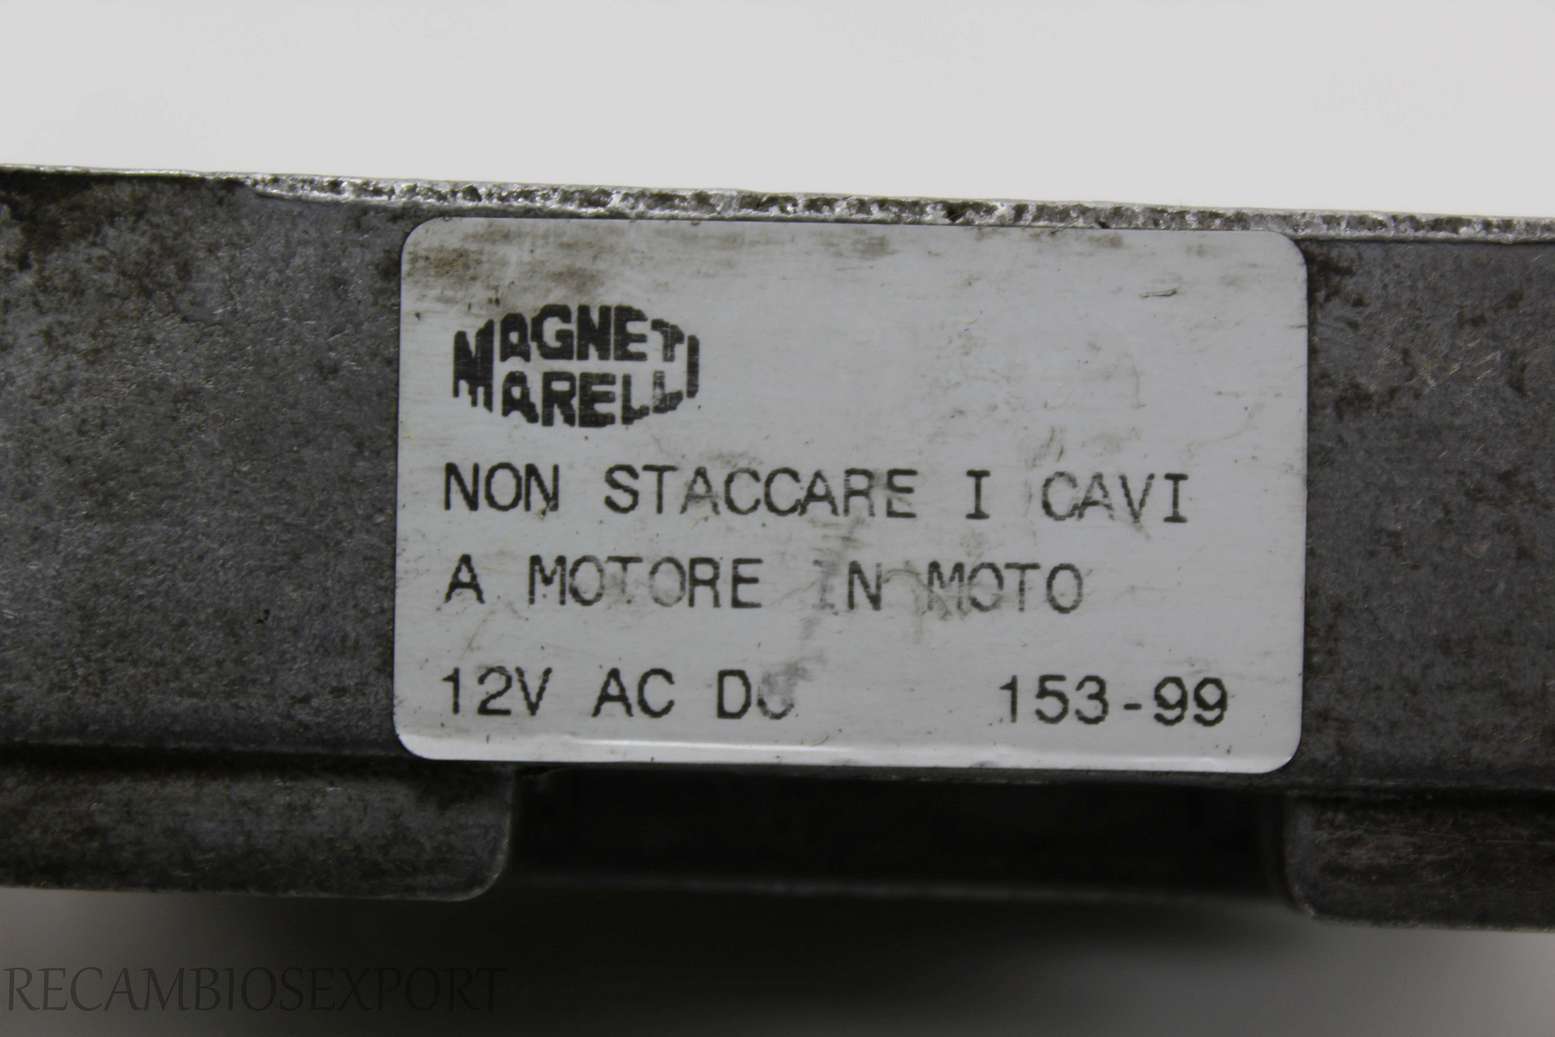 MAGNETI
MARELLI
NON STACCARE I CAVI
A MOTORE IN MOTO
12V AC DC 153-99
RECAMBIOSEXPORT